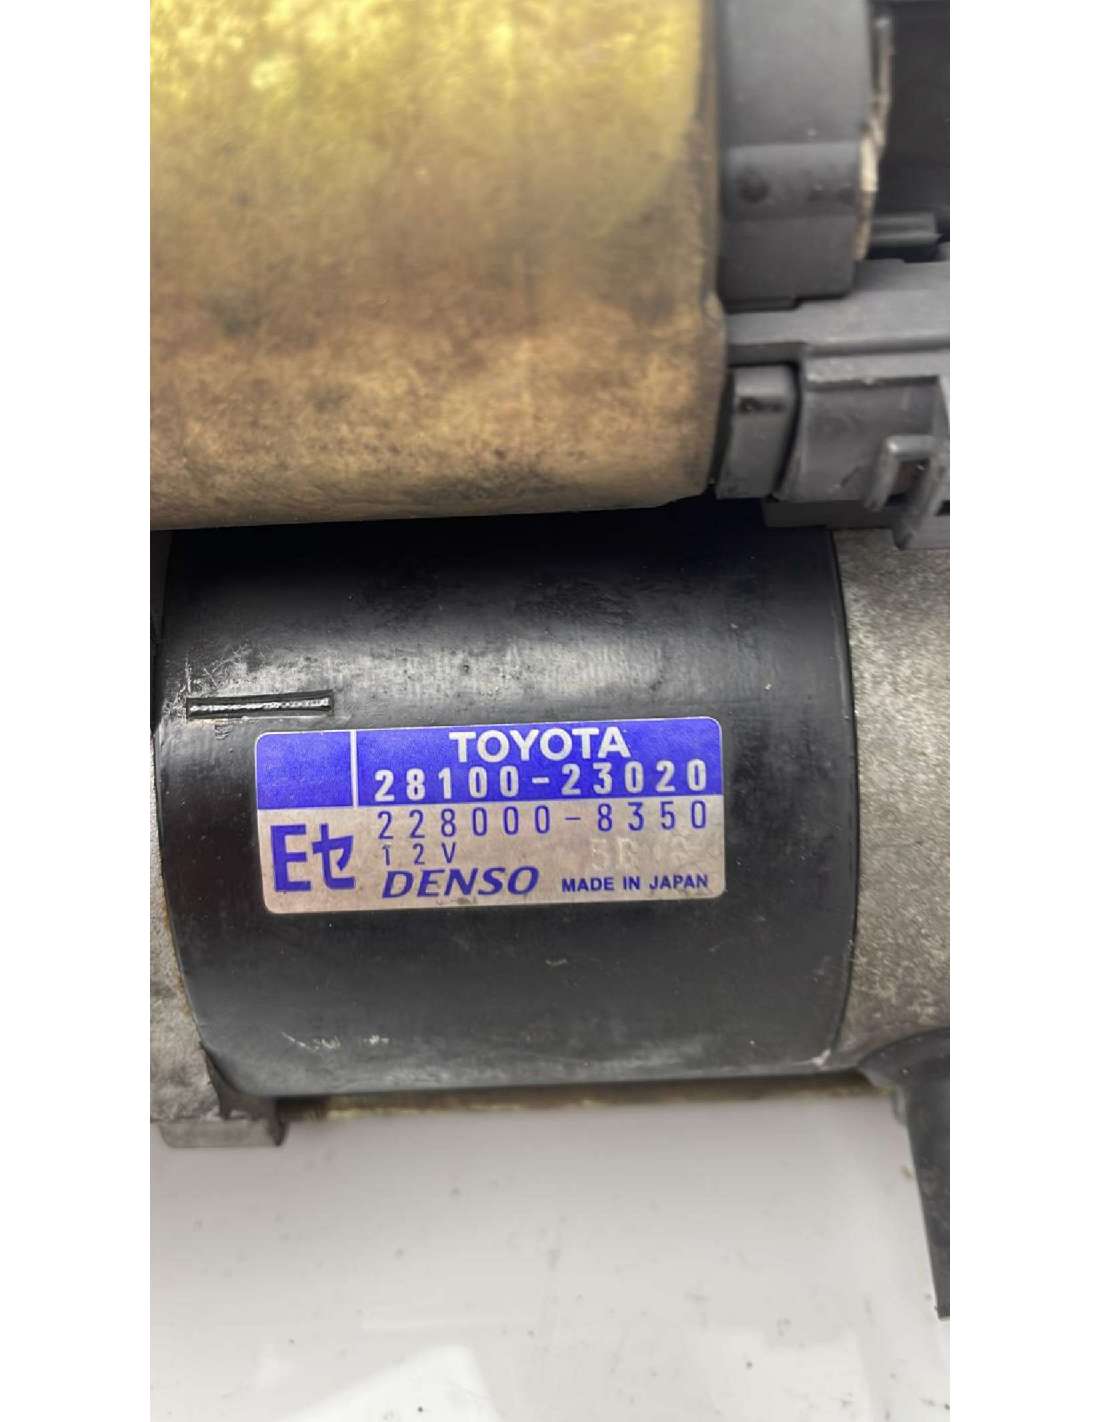 TOYOTA
28100-23020
228000-8350
Eセ
12V
DENSO MADE IN JAPAN